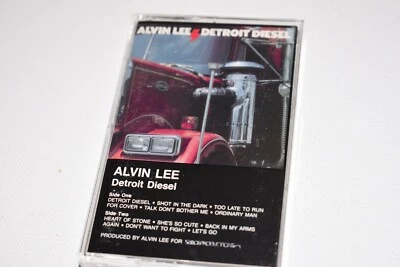 ALVIN LEE DETROIT DIESEL
ALVIN LEE
Detroit Diesel
Side One
DETROIT DIESEL • SHOT IN THE DARK • TOO LATE TO RUN
FOR COVER • TALK DON'T BOTHER ME • ORDINARY MAN
Side Two
HEART OF STONE • SHE'S SO CUTE • BACK IN MY ARMS
AGAIN • DON'T WANT TO FIGHT • LET'S GO
PRODUCED BY ALVIN LEE FOR